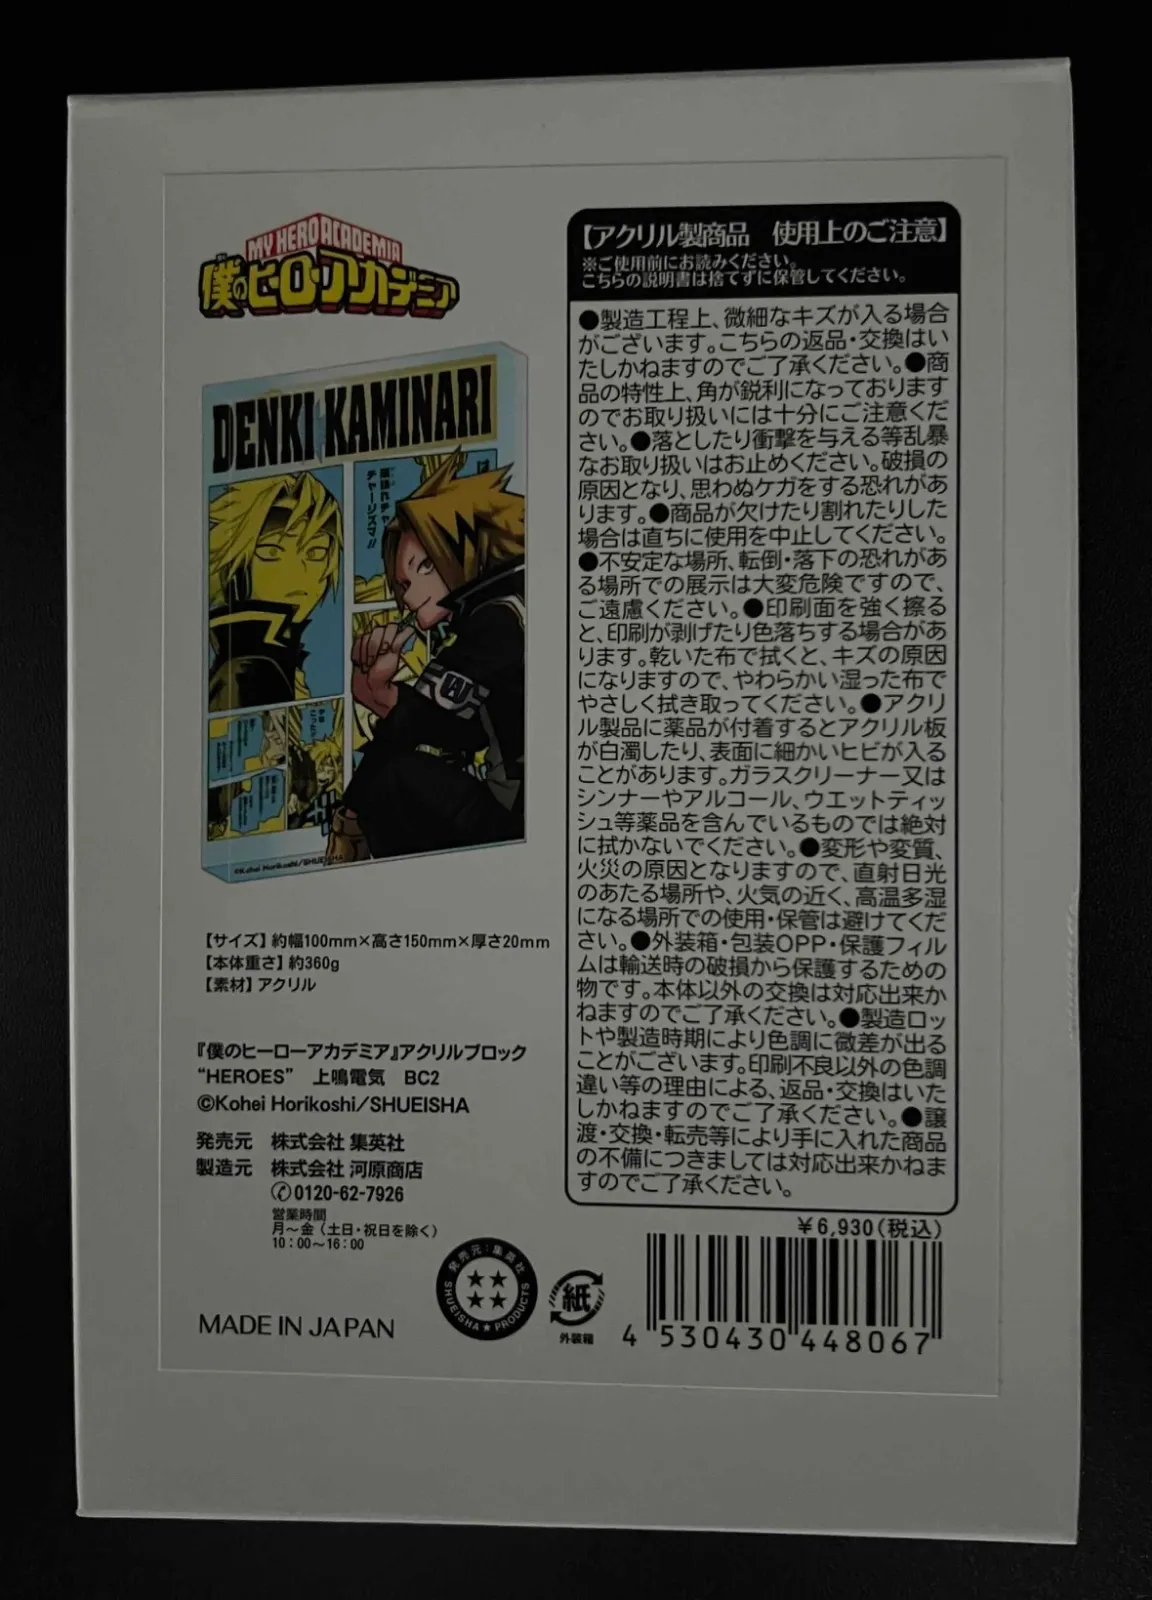 MY HERO ACADEMIA
僕のヒーローアカデミア
DENKI KAMINARI
チャージズマ!!
©Kohei Horikoshi/SHUEISHA
【サイズ】約幅100mm×高さ150mm×厚さ20mm
【本体重さ】約360g
【素材】アクリル
『僕のヒーローアカデミア』アクリルブロック
“HEROES” 上鳴電気 BC2
©Kohei Horikoshi/SHUEISHA
発売元 株式会社 集英社
製造元 株式会社 河原商店
✆0120-62-7926
営業時間
月～金（土日・祝日を除く）
10：00～16：00
MADE IN JAPAN
発売元：集英社
SHUEISHA★PRODUCTS
紙
外装箱
【アクリル製商品 使用上のご注意】
※ご使用前にお読みください。
こちらの説明書は捨てずに保管してください。
●製造工程上、微細なキズが入る場合
がございます。こちらの返品・交換はい
たしかねますのでご了承ください。●商
品の特性上、角が鋭利になっております
のでお取り扱いには十分にご注意くだ
さい。●落としたり衝撃を与える等乱暴
なお取り扱いはお止めください。破損の
原因となり、思わぬケガをする恐れがあ
ります。●商品が欠けたり割れたりした
場合は直ちに使用を中止してください。
●不安定な場所、転倒・落下の恐れがあ
る場所での展示は大変危険ですので、
ご遠慮ください。●印刷面を強く擦る
と、印刷が剥げたり色落ちする場合があ
ります。乾いた布で拭くと、キズの原因
になりますので、やわらかい湿った布で
やさしく拭き取ってください。●アクリ
ル製品に薬品が付着するとアクリル板
が白濁したり、表面に細かいヒビが入る
ことがあります。ガラスクリーナー又は
シンナーやアルコール、ウエットティッ
シュ等薬品を含んでいるものでは絶対
に拭かないでください。●変形や変質、
火災の原因となりますので、直射日光
のあたる場所や、火気の近く、高温多湿
になる場所での使用・保管は避けてくだ
さい。●外装箱・包装OPP・保護フィル
ムは輸送時の破損から保護するための
物です。本体以外の交換は対応出来か
ねますのでご了承ください。●製造ロッ
トや製造時期により色調に微差が出る
ことがございます。印刷不良以外の色調
違い等の理由による、返品・交換はいた
しかねますのでご了承ください。●譲
渡・交換・転売等により手に入れた商品
の不備につきましては対応出来かねま
すのでご了承ください。
￥6,930（税込）
4 530430 448067